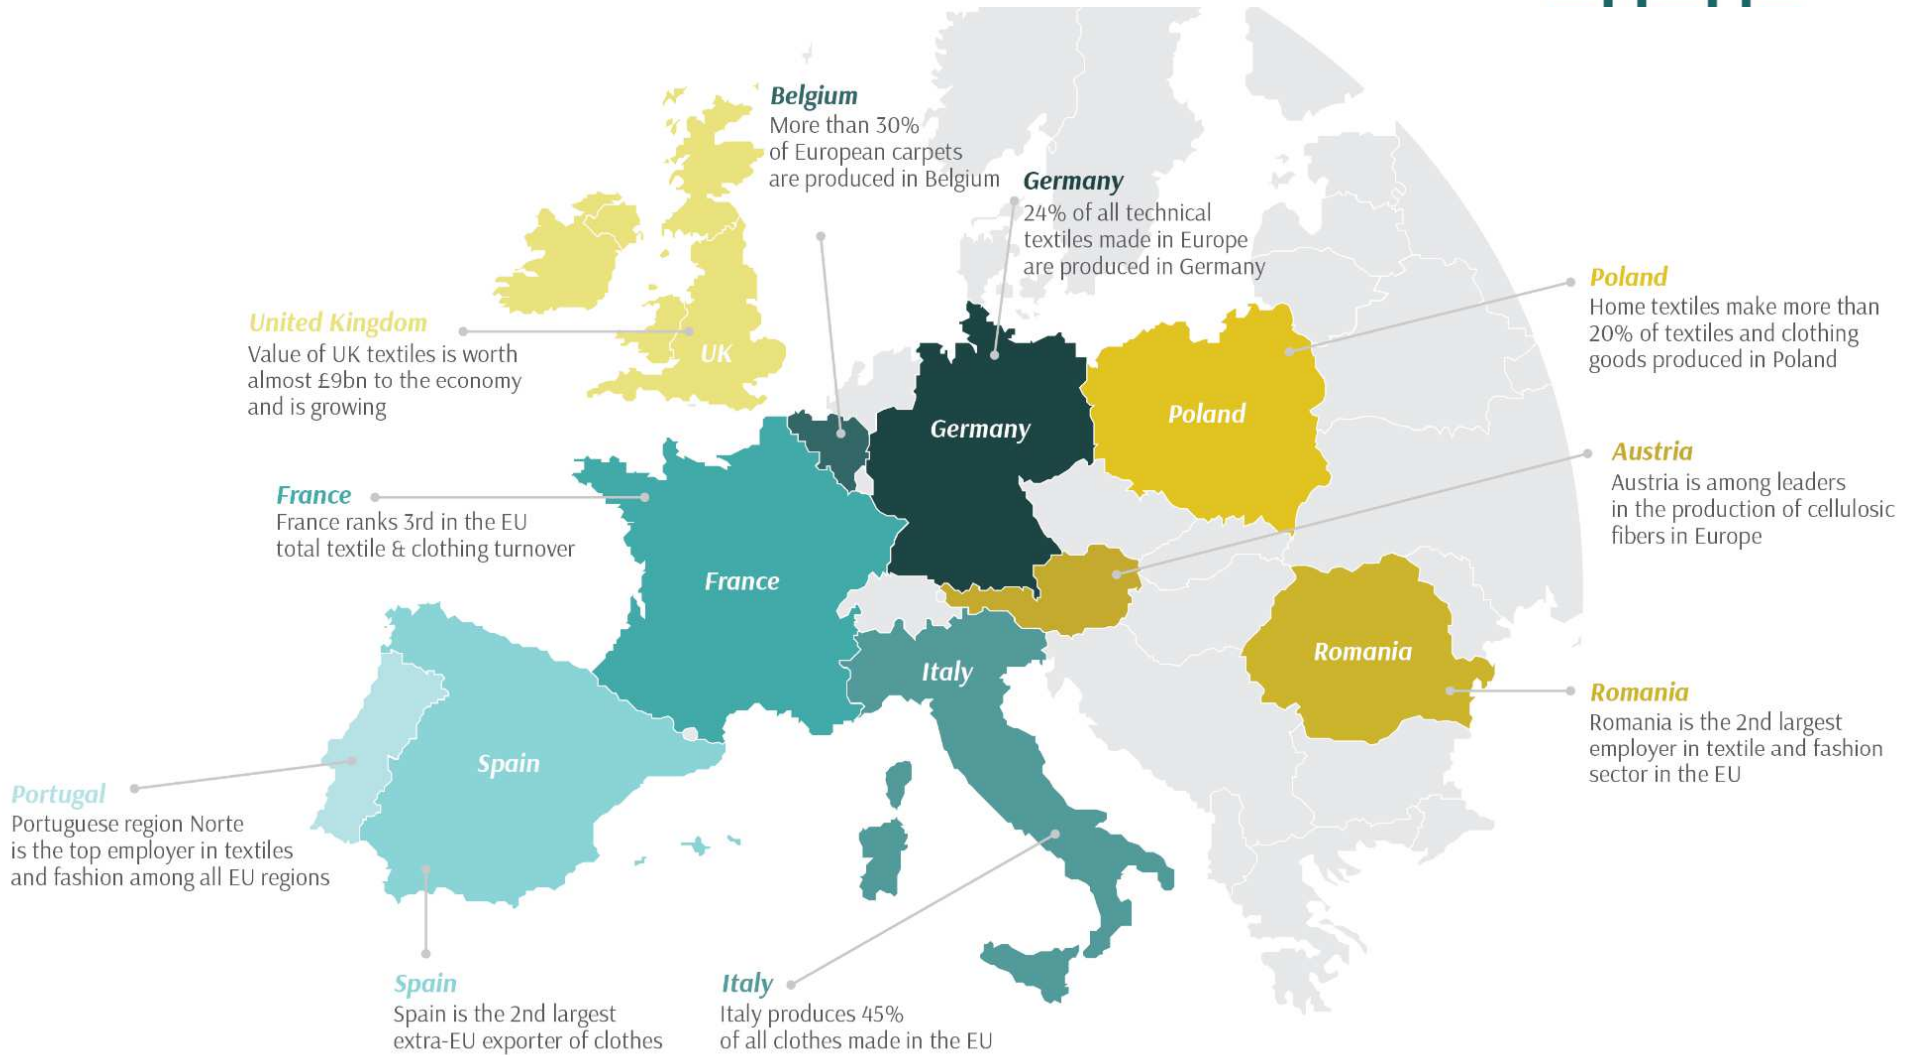 Belgium
More than 30%
of European carpets
are produced in Belgium
Germany
24% of all technical
textiles made in Europe
are produced in Germany
Poland
Home textiles make more than
20% of textiles and clothing
goods produced in Poland
United Kingdom
Value of UK textiles is worth
almost £9bn to the economy
and is growing
UK
Germany
Poland
Austria
Austria is among leaders
in the production of cellulosic
fibers in Europe
France
France ranks 3rd in the EU
total textile & clothing turnover
France
Romania
Italy
Romania
Romania is the 2nd largest
employer in textile and fashion
sector in the EU
Spain
Portugal
Portuguese region Norte
is the top employer in textiles
and fashion among all EU regions
Spain
Spain is the 2nd largest
extra-EU exporter of clothes
Italy
Italy produces 45%
of all clothes made in the EU